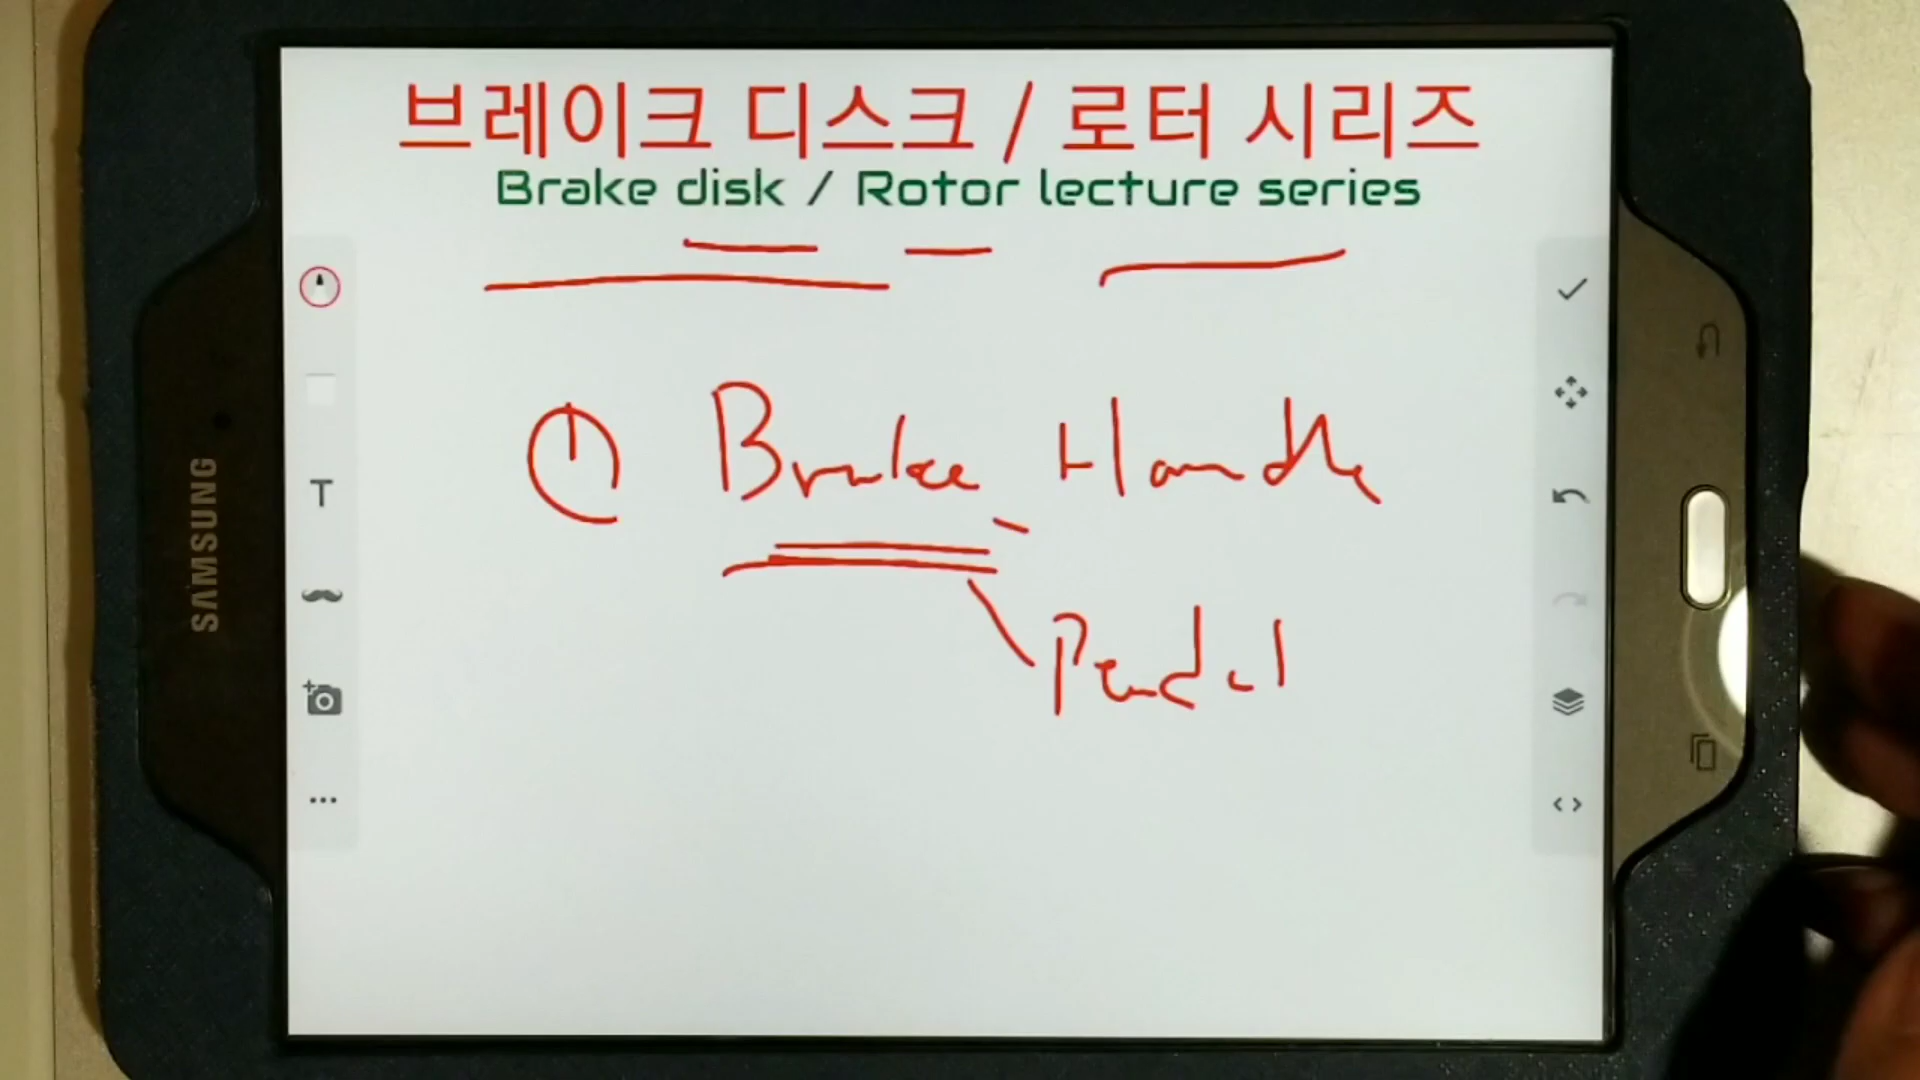 브레이크 디스크 / 로터 시리즈
Brake disk / Rotor lecture series
① Brake Handle
Pedal
T
SAMSUNG